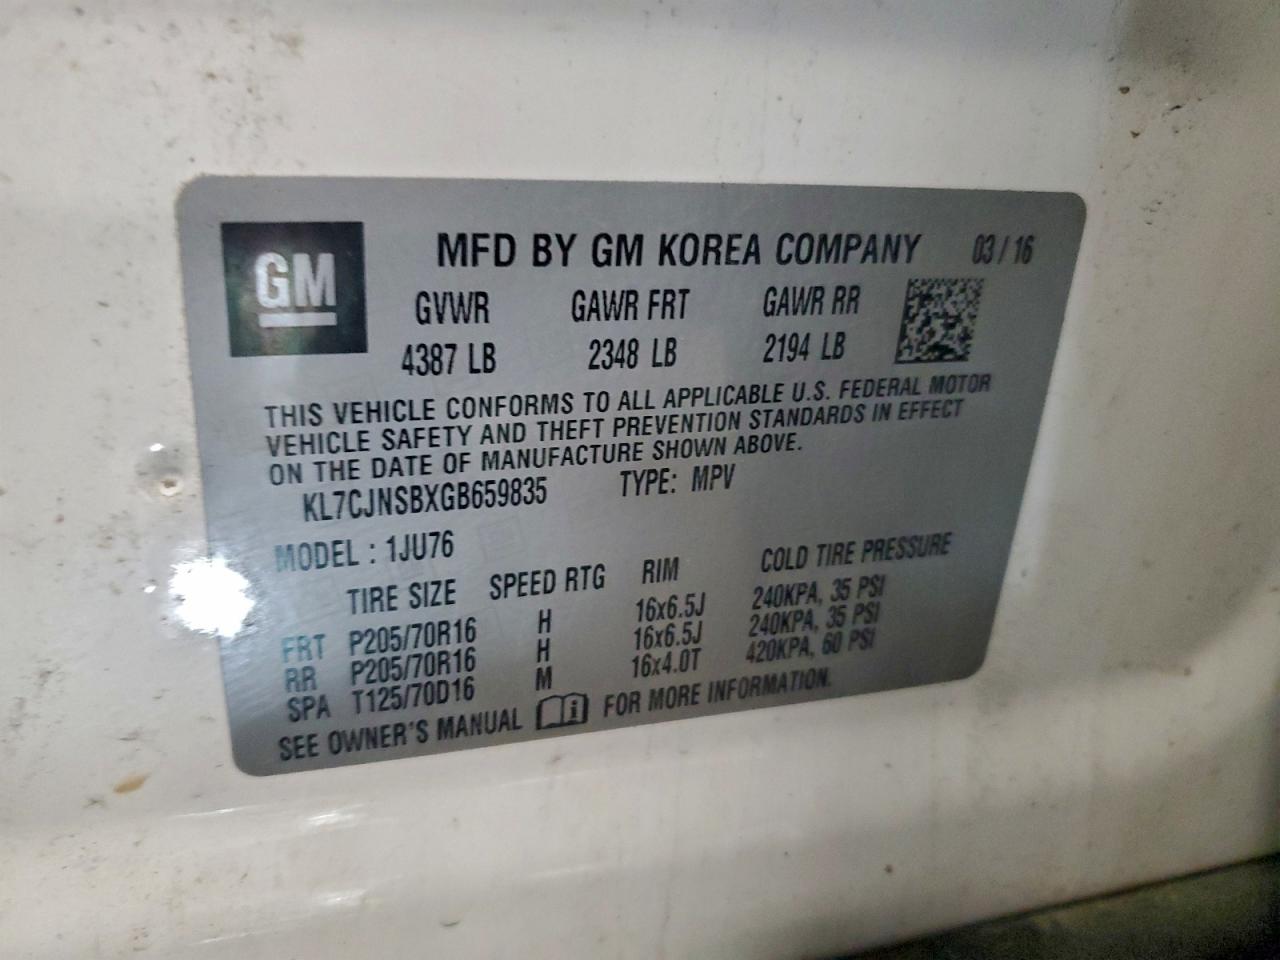 GM
MFD BY GM KOREA COMPANY 03/16
GVWR GAWR FRT GAWR RR
4387 LB 2348 LB 2194 LB
THIS VEHICLE CONFORMS TO ALL APPLICABLE U.S. FEDERAL MOTOR
VEHICLE SAFETY AND THEFT PREVENTION STANDARDS IN EFFECT
ON THE DATE OF MANUFACTURE SHOWN ABOVE.
KL7CJNSBXGB659835 TYPE: MPV
MODEL : 1JU76
TIRE SIZE SPEED RTG RIM COLD TIRE PRESSURE
FRT P205/70R16 H 16x6.5J 240KPA, 35 PSI
RR P205/70R16 H 16x6.5J 240KPA, 35 PSI
SPA T125/70D16 M 16x4.0T 420KPA, 60 PSI
SEE OWNER'S MANUAL i FOR MORE INFORMATION.